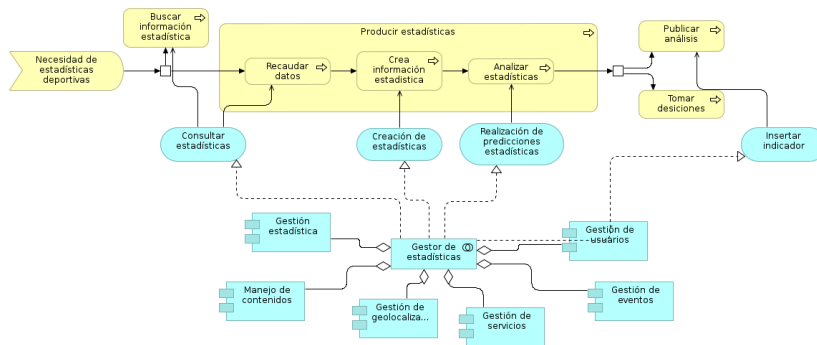 Buscar
información
estadística
Producir estadísticas
Publicar
análisis
Necesidad de
estadísticas
deportivas
Recaudar
datos
Crea
información
estadistica
Analizar
estadísticas
Tomar
desiciones
Consultar
estadísticas
Creación de
estadísticas
Realización de
predicciones
estadísticas
Insertar
indicador
Gestión
estadística
Gestor de
estadísticas
Gestión de
usuarios
Manejo de
contenidos
Gestión de
geolocaliza...
Gestión de
servicios
Gestión de
eventos